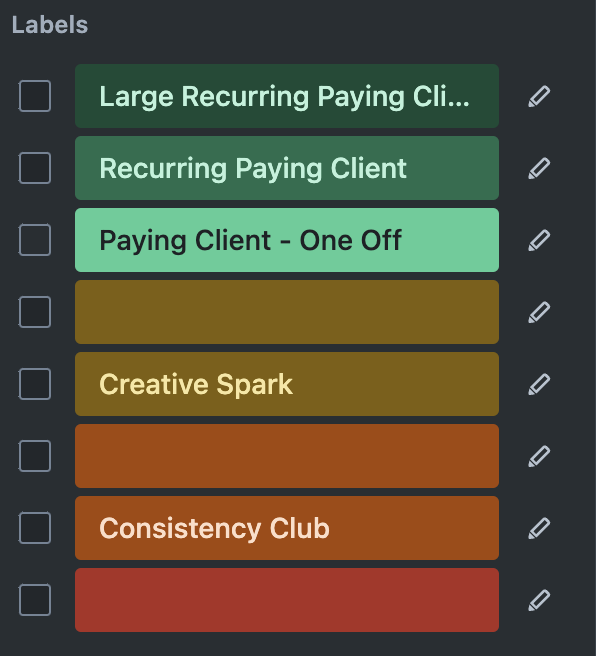 Labels
Large Recurring Paying Cli...
Recurring Paying Client
Paying Client - One Off
Creative Spark
Consistency Club